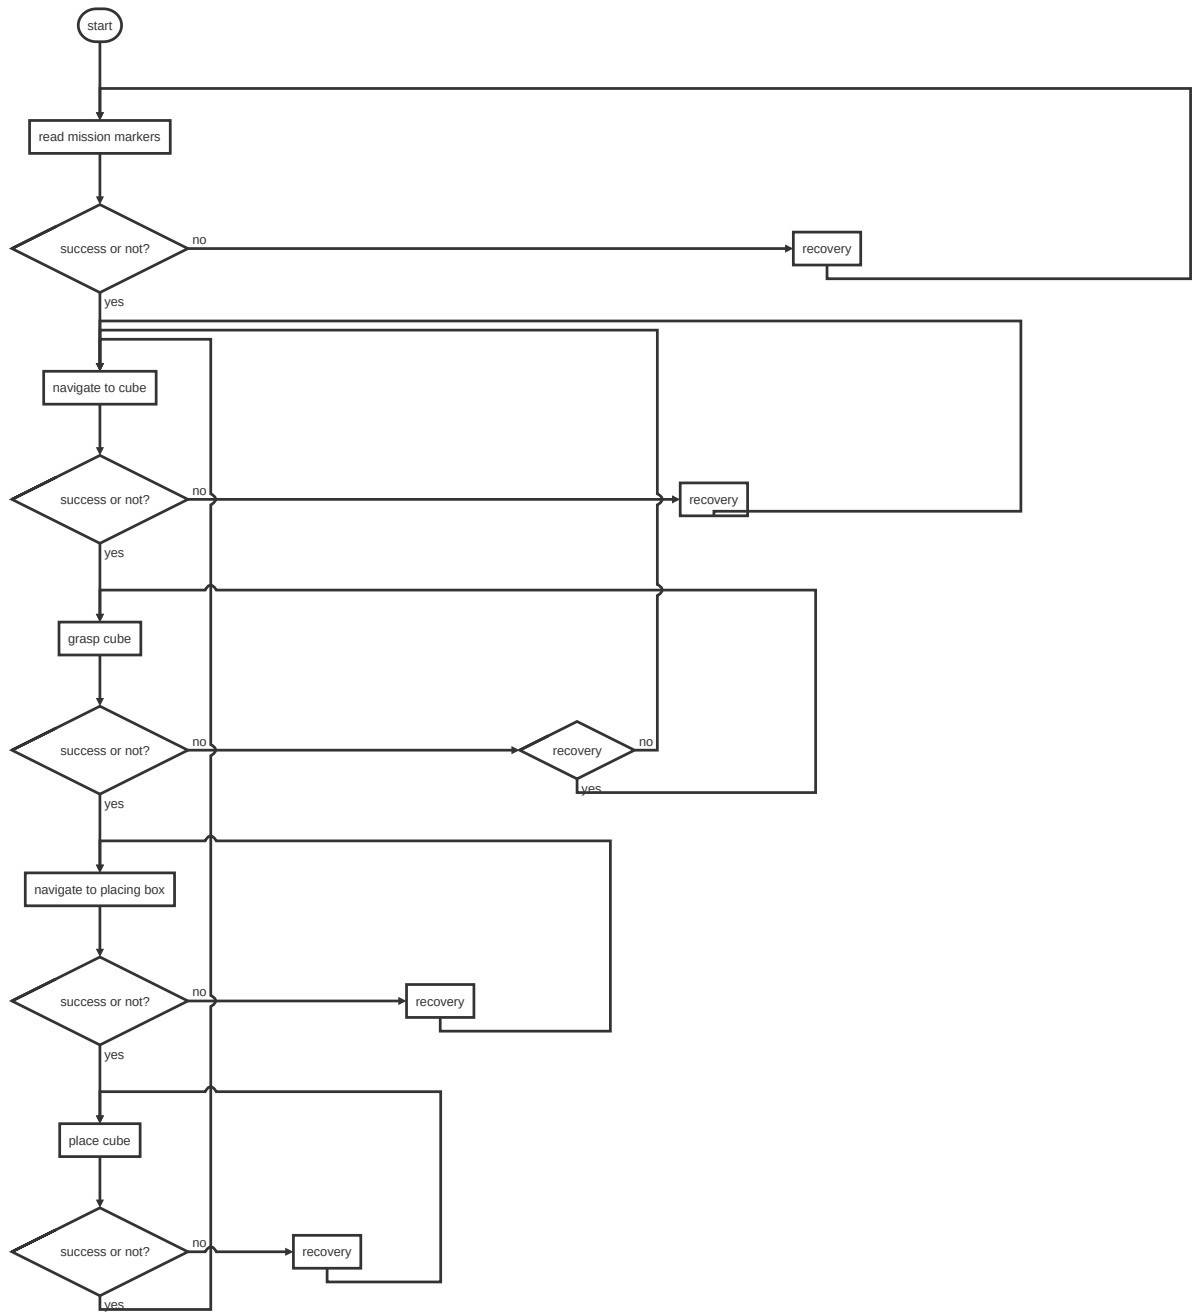 start
read mission markers
success or not?
no
recovery
yes
navigate to cube
success or not?
no
recovery
yes
grasp cube
success or not?
no
recovery
no
yes
yes
navigate to placing box
success or not?
no
recovery
yes
place cube
success or not?
no
recovery
yes